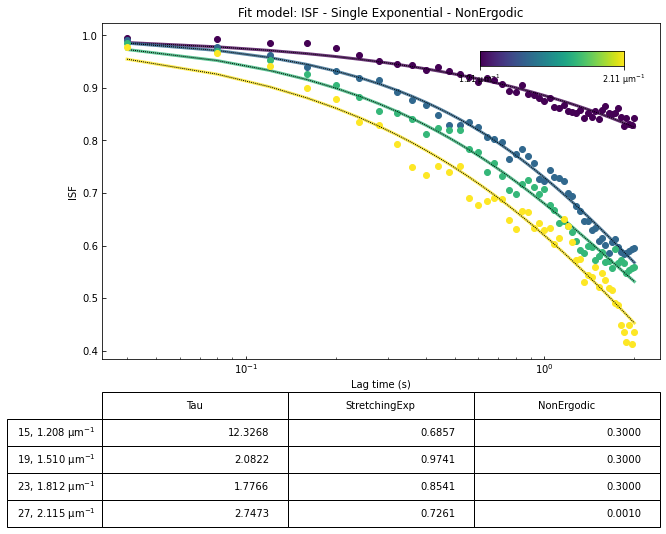 Fit model: ISF - Single Exponential - NonErgodic
1.0
0.9
0.8
0.7
0.6
0.5
0.4
ISF
2.11 μm⁻¹
10⁻¹
10⁰
Lag time (s)
Tau StretchingExp NonErgodic
15, 1.208 μm⁻¹ 12.3268 0.6857 0.3000
19, 1.510 μm⁻¹ 2.0822 0.9741 0.3000
23, 1.812 μm⁻¹ 1.7766 0.8541 0.3000
27, 2.115 μm⁻¹ 2.7473 0.7261 0.0010